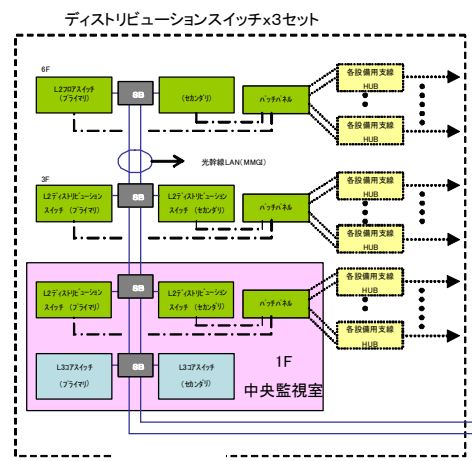 ディストリビューションスイッチx3セット
6F
L2フロアスイッチ
(プライマリ)
SB
(セカンダリ)
パッチパネル
各設備用支線
HUB
各設備用支線
HUB
光幹線LAN(MMGI)
3F
L2ディストリビューション
スイッチ(プライマリ)
SB
L2ディストリビューション
スイッチ(セカンダリ)
パッチパネル
各設備用支線
HUB
各設備用支線
HUB
L2ディストリビューション
スイッチ(プライマリ)
SB
L2ディストリビューション
スイッチ(セカンダリ)
パッチパネル
各設備用支線
HUB
各設備用支線
HUB
L3コアスイッチ
(プライマリ)
SB
L3コアスイッチ
(セカンダリ)
1F
中央監視室